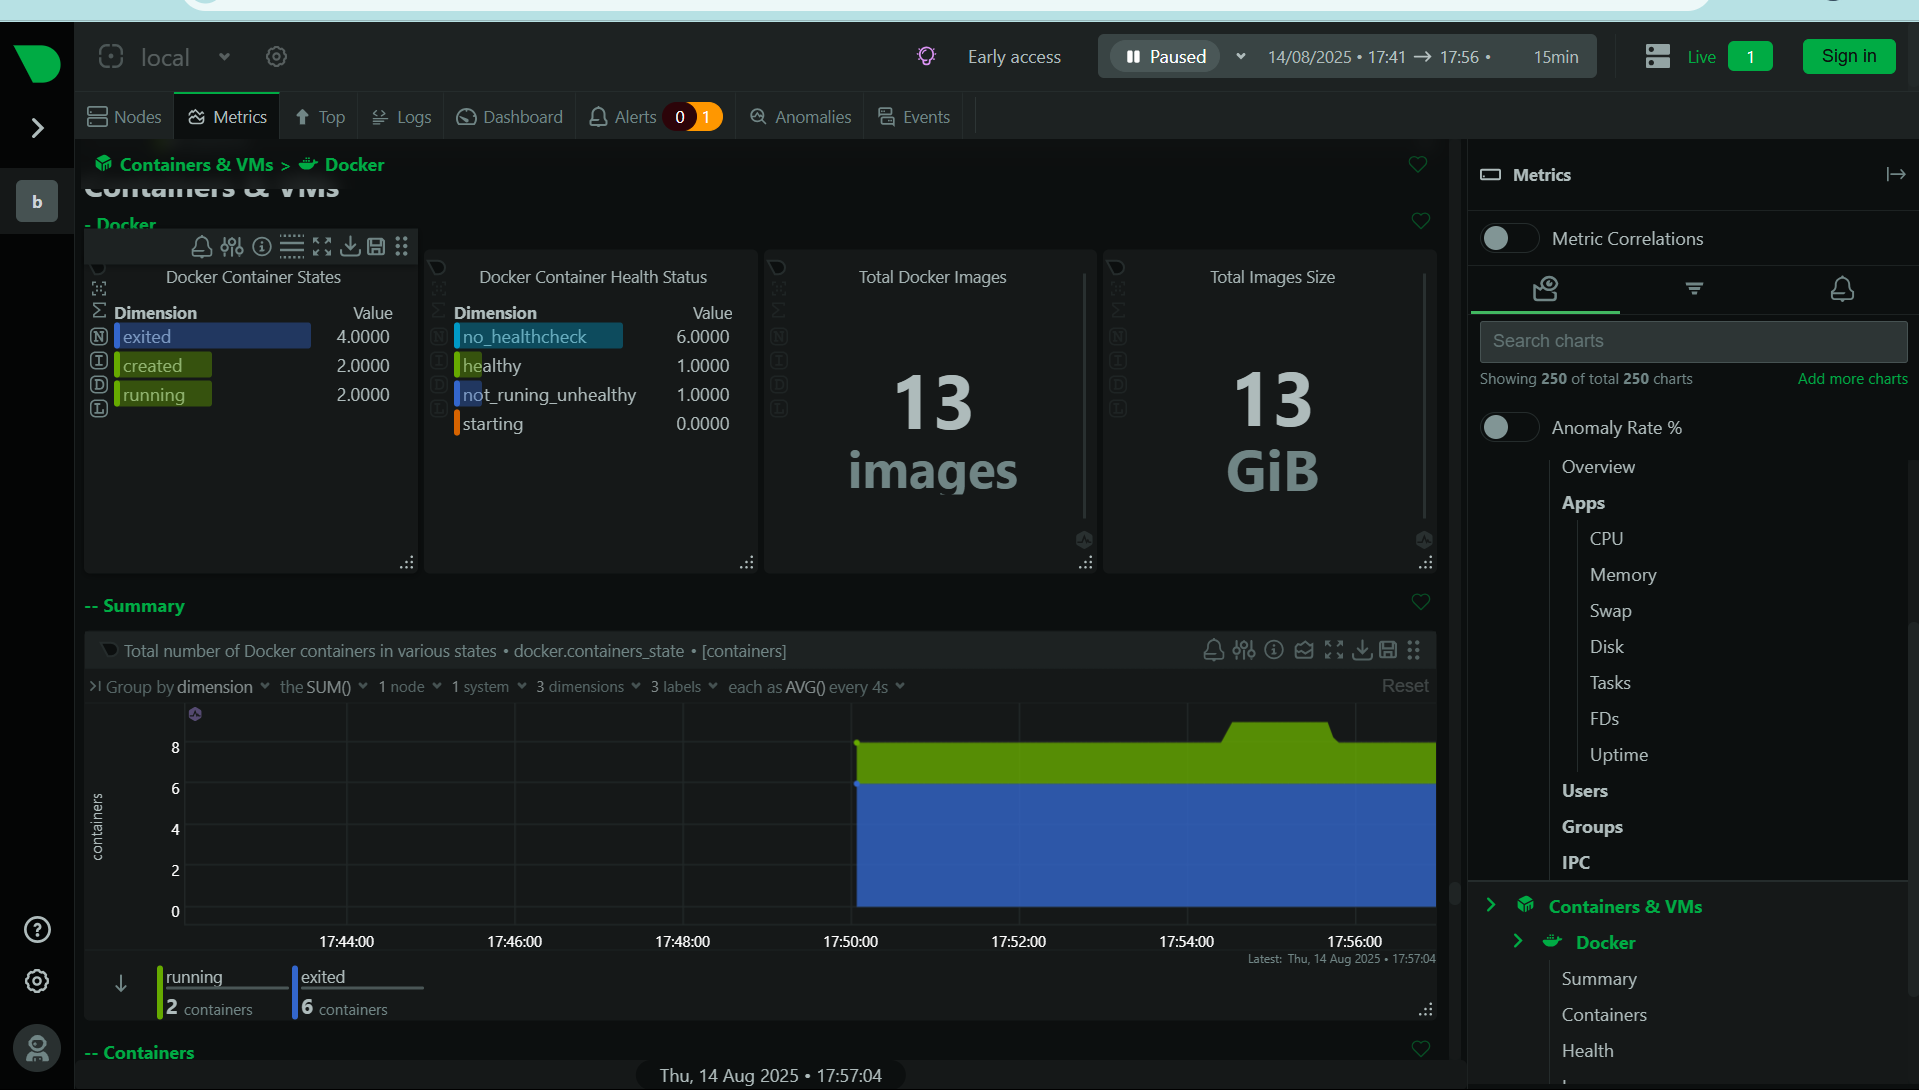 local
Early access
Paused
14/08/2025 • 17:41 → 17:56 •
15min
Live
1
Sign in
Nodes
Metrics
Top
Logs
Dashboard
Alerts
0
1
Anomalies
Events
b
Containers & VMs > Docker
Containers & VMs
- Docker
Docker Container States
Dimension Value
exited 4.0000
created 2.0000
running 2.0000
N
I
D
L
Docker Container Health Status
Dimension Value
no_healthcheck 6.0000
healthy 1.0000
not_runing_unhealthy 1.0000
starting 0.0000
N
I
D
L
Total Docker Images
13
images
N
I
D
L
Total Images Size
13
GiB
N
I
D
L
-- Summary
Total number of Docker containers in various states • docker.containers_state • [containers]
Group by dimension the SUM() 1 node 1 system 3 dimensions 3 labels each as AVG() every 4s
Reset
containers
8
6
4
2
0
17:44:00 17:46:00 17:48:00 17:50:00 17:52:00 17:54:00 17:56:00
Latest: Thu, 14 Aug 2025 • 17:57:04
running
2 containers
exited
6 containers
-- Containers
Thu, 14 Aug 2025 • 17:57:04
Metrics
Metric Correlations
Search charts
Showing 250 of total 250 charts
Add more charts
Anomaly Rate %
Overview
Apps
CPU
Memory
Swap
Disk
Tasks
FDs
Uptime
Users
Groups
IPC
Containers & VMs
Docker
Summary
Containers
Health